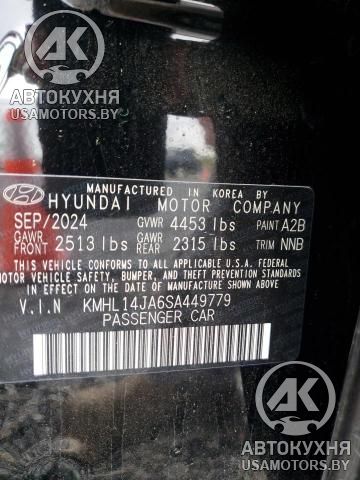 АК
АВТОКУХНЯ
USAMOTORS.BY
MANUFACTURED IN KOREA BY
HYUNDAI MOTOR COMPANY
SEP/2024 GVWR 4453 lbs PAINT A2B
GAWR FRONT 2513 lbs GAWR REAR 2315 lbs TRIM NNB
THIS VEHICLE CONFORMS TO ALL APPLICABLE U.S.A. FEDERAL
MOTOR VEHICLE SAFETY, BUMPER, AND THEFT PREVENTION
STANDARDS IN EFFECT ON THE DATE OF MANUFACTURE SHOWN ABOVE.
V.I.N KMHL14JA6SA449779
PASSENGER CAR
АК
АВТОКУХНЯ
USAMOTORS.BY